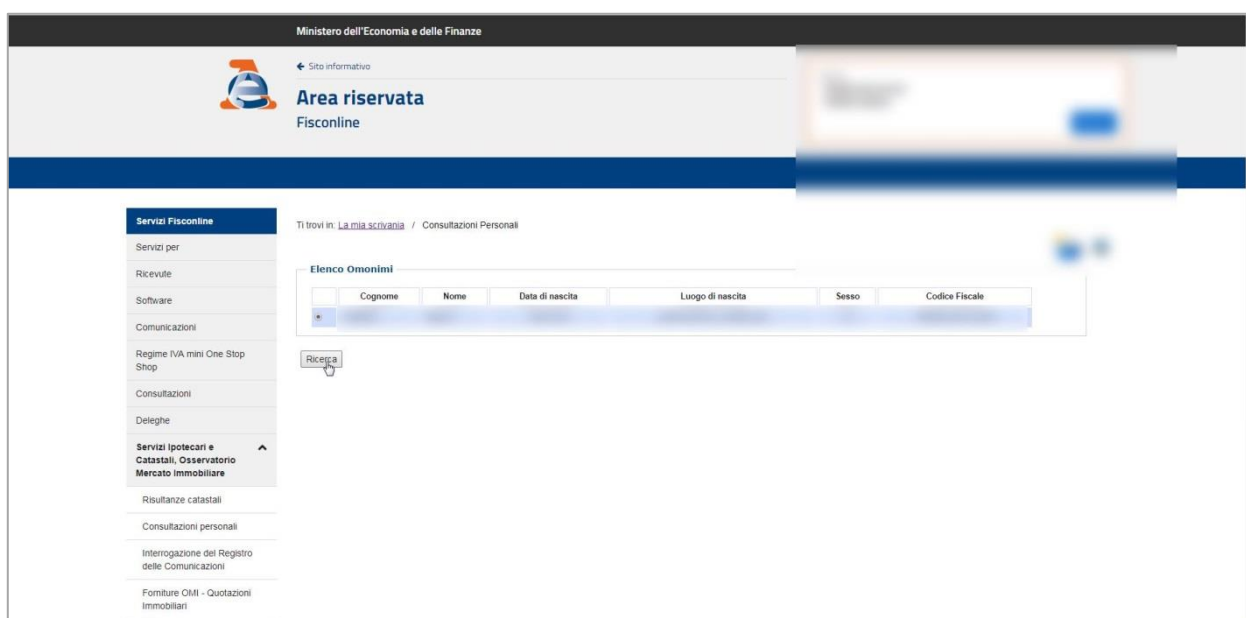 Ministero dell'Economia e delle Finanze
← Sito informativo
Area riservata
Fisconline
Servizi Fisconline
Servizi per
Ricevute
Software
Comunicazioni
Regime IVA mini One Stop
Shop
Consultazioni
Deleghe
Servizi Ipotecari e
Catastali, Osservatorio
Mercato Immobiliare
Risultanze catastali
Consultazioni personali
Interrogazione del Registro
delle Comunicazioni
Forniture OMI - Quotazioni
Immobiliari
Ti trovi in: La mia scrivania / Consultazioni Personali
Elenco Omonimi
Cognome Nome Data di nascita Luogo di nascita Sesso Codice Fiscale
Ricerca